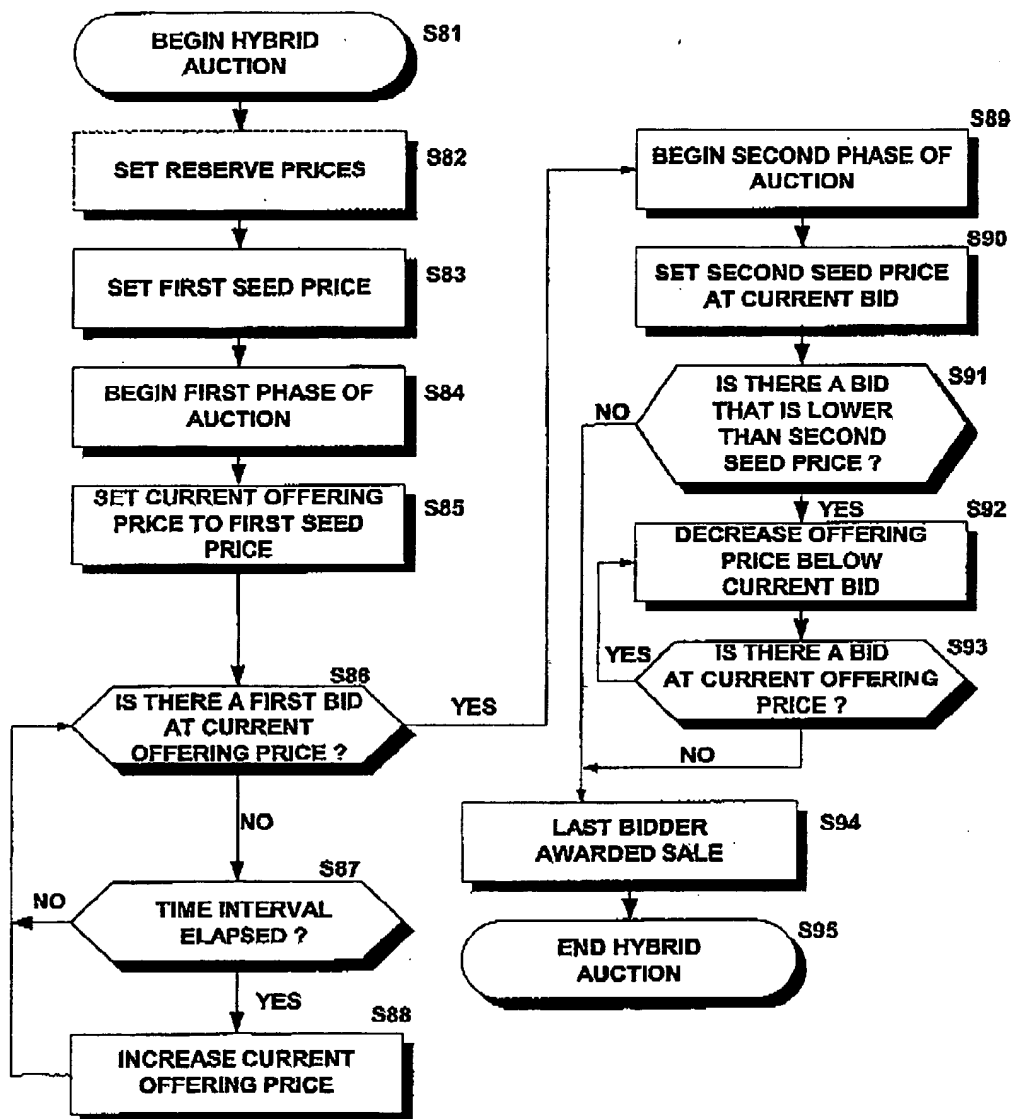 BEGIN HYBRID
AUCTION
S81
SET RESERVE PRICES
S82
SET FIRST SEED PRICE
S83
BEGIN FIRST PHASE OF
AUCTION
S84
SET CURRENT OFFERING
PRICE TO FIRST SEED
PRICE
S85
S86
IS THERE A FIRST BID
AT CURRENT
OFFERING PRICE ?
YES
NO
S87
TIME INTERVAL
ELAPSED ?
NO
YES
S88
INCREASE CURRENT
OFFERING PRICE
S89
BEGIN SECOND PHASE OF
AUCTION
S90
SET SECOND SEED PRICE
AT CURRENT BID
S91
IS THERE A BID
THAT IS LOWER
THAN SECOND
SEED PRICE ?
NO
YES
S92
DECREASE OFFERING
PRICE BELOW
CURRENT BID
S93
IS THERE A BID
AT CURRENT OFFERING
PRICE ?
YES
NO
LAST BIDDER
AWARDED SALE
S94
S95
END HYBRID
AUCTION